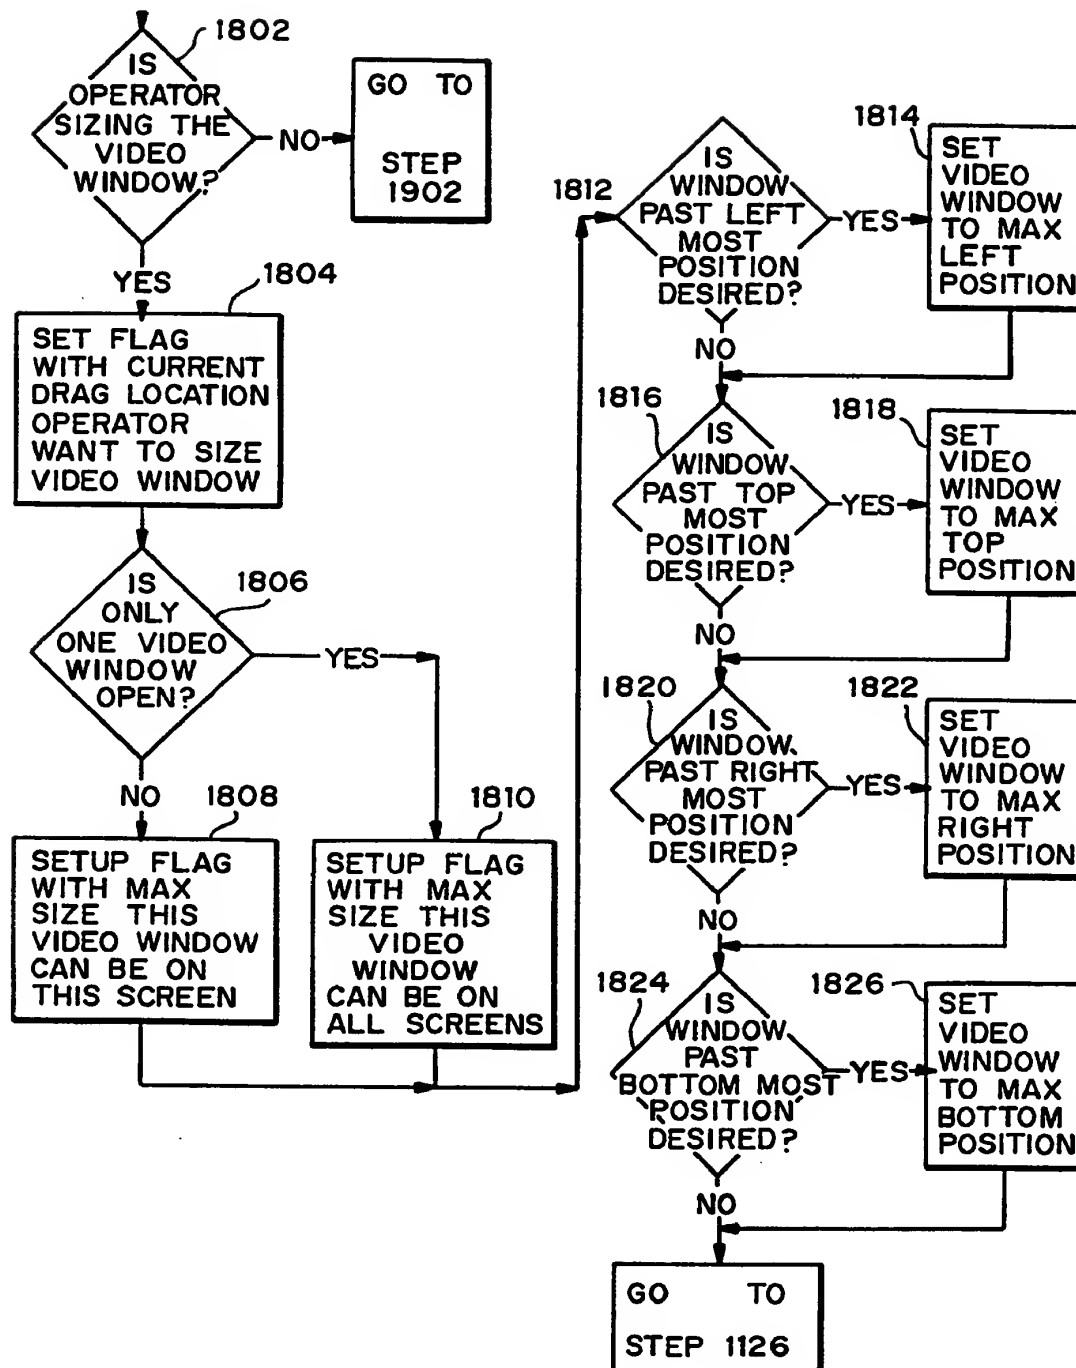 1802
IS
OPERATOR
SIZING THE
VIDEO
WINDOW?
NO
GO TO
STEP
1902
YES
1804
SET FLAG
WITH CURRENT
DRAG LOCATION
OPERATOR
WANT TO SIZE
VIDEO WINDOW
1806
IS
ONLY
ONE VIDEO
WINDOW
OPEN?
YES
NO
1808
SETUP FLAG
WITH MAX
SIZE THIS
VIDEO WINDOW
CAN BE ON
THIS SCREEN
1810
SETUP FLAG
WITH MAX
SIZE THIS
VIDEO
WINDOW
CAN BE ON
ALL SCREENS
1812
IS
WINDOW
PAST LEFT
MOST
POSITION
DESIRED?
YES
1814
SET
VIDEO
WINDOW
TO MAX
LEFT
POSITION
NO
1816
IS
WINDOW
PAST TOP
MOST
POSITION
DESIRED?
YES
1818
SET
VIDEO
WINDOW
TO MAX
TOP
POSITION
NO
1820
IS
WINDOW
PAST RIGHT
MOST
POSITION
DESIRED?
YES
1822
SET
VIDEO
WINDOW
TO MAX
RIGHT
POSITION
NO
1824
IS
WINDOW
PAST
BOTTOM MOST
POSITION
DESIRED?
YES
1826
SET
VIDEO
WINDOW
TO MAX
BOTTOM
POSITION
NO
GO TO
STEP 1126